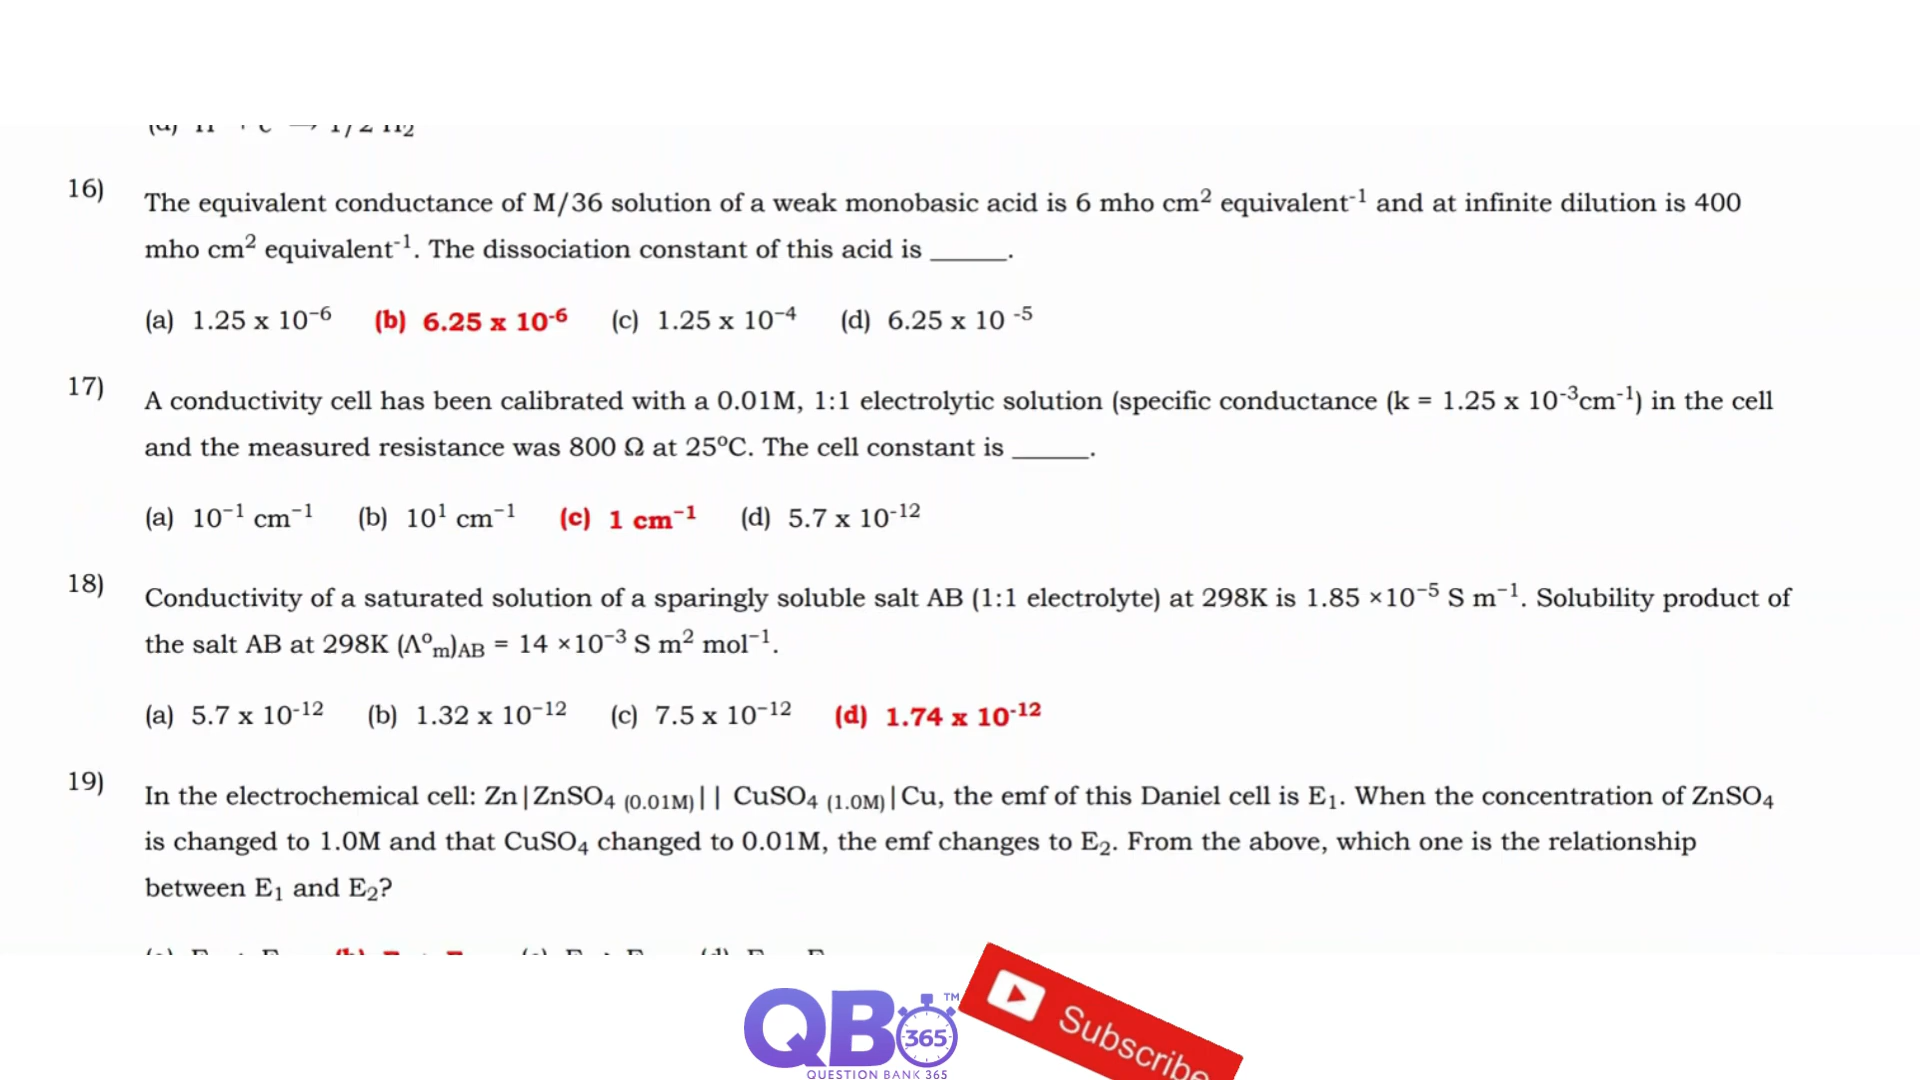 16)
The equivalent conductance of M/36 solution of a weak monobasic acid is 6 mho cm² equivalent⁻¹ and at infinite dilution is 400
mho cm² equivalent⁻¹. The dissociation constant of this acid is ______.
(a) 1.25 x 10⁻⁶ (b) 6.25 x 10⁻⁶ (c) 1.25 x 10⁻⁴ (d) 6.25 x 10 ⁻⁵
17)
A conductivity cell has been calibrated with a 0.01M, 1:1 electrolytic solution (specific conductance (k = 1.25 x 10⁻³cm⁻¹) in the cell
and the measured resistance was 800 Ω at 25°C. The cell constant is ______.
(a) 10⁻¹ cm⁻¹ (b) 10¹ cm⁻¹ (c) 1 cm⁻¹ (d) 5.7 x 10⁻¹²
18)
Conductivity of a saturated solution of a sparingly soluble salt AB (1:1 electrolyte) at 298K is 1.85 ×10⁻⁵ S m⁻¹. Solubility product of
the salt AB at 298K (Λ°ₘ)AB = 14 ×10⁻³ S m² mol⁻¹.
(a) 5.7 x 10⁻¹² (b) 1.32 x 10⁻¹² (c) 7.5 x 10⁻¹² (d) 1.74 x 10⁻¹²
19)
In the electrochemical cell: Zn|ZnSO₄ (0.01M)|| CuSO₄ (1.0M)|Cu, the emf of this Daniel cell is E₁. When the concentration of ZnSO₄
is changed to 1.0M and that CuSO₄ changed to 0.01M, the emf changes to E₂. From the above, which one is the relationship
between E₁ and E₂?
QB 365 ™
QUESTION BANK 365
Subscribe